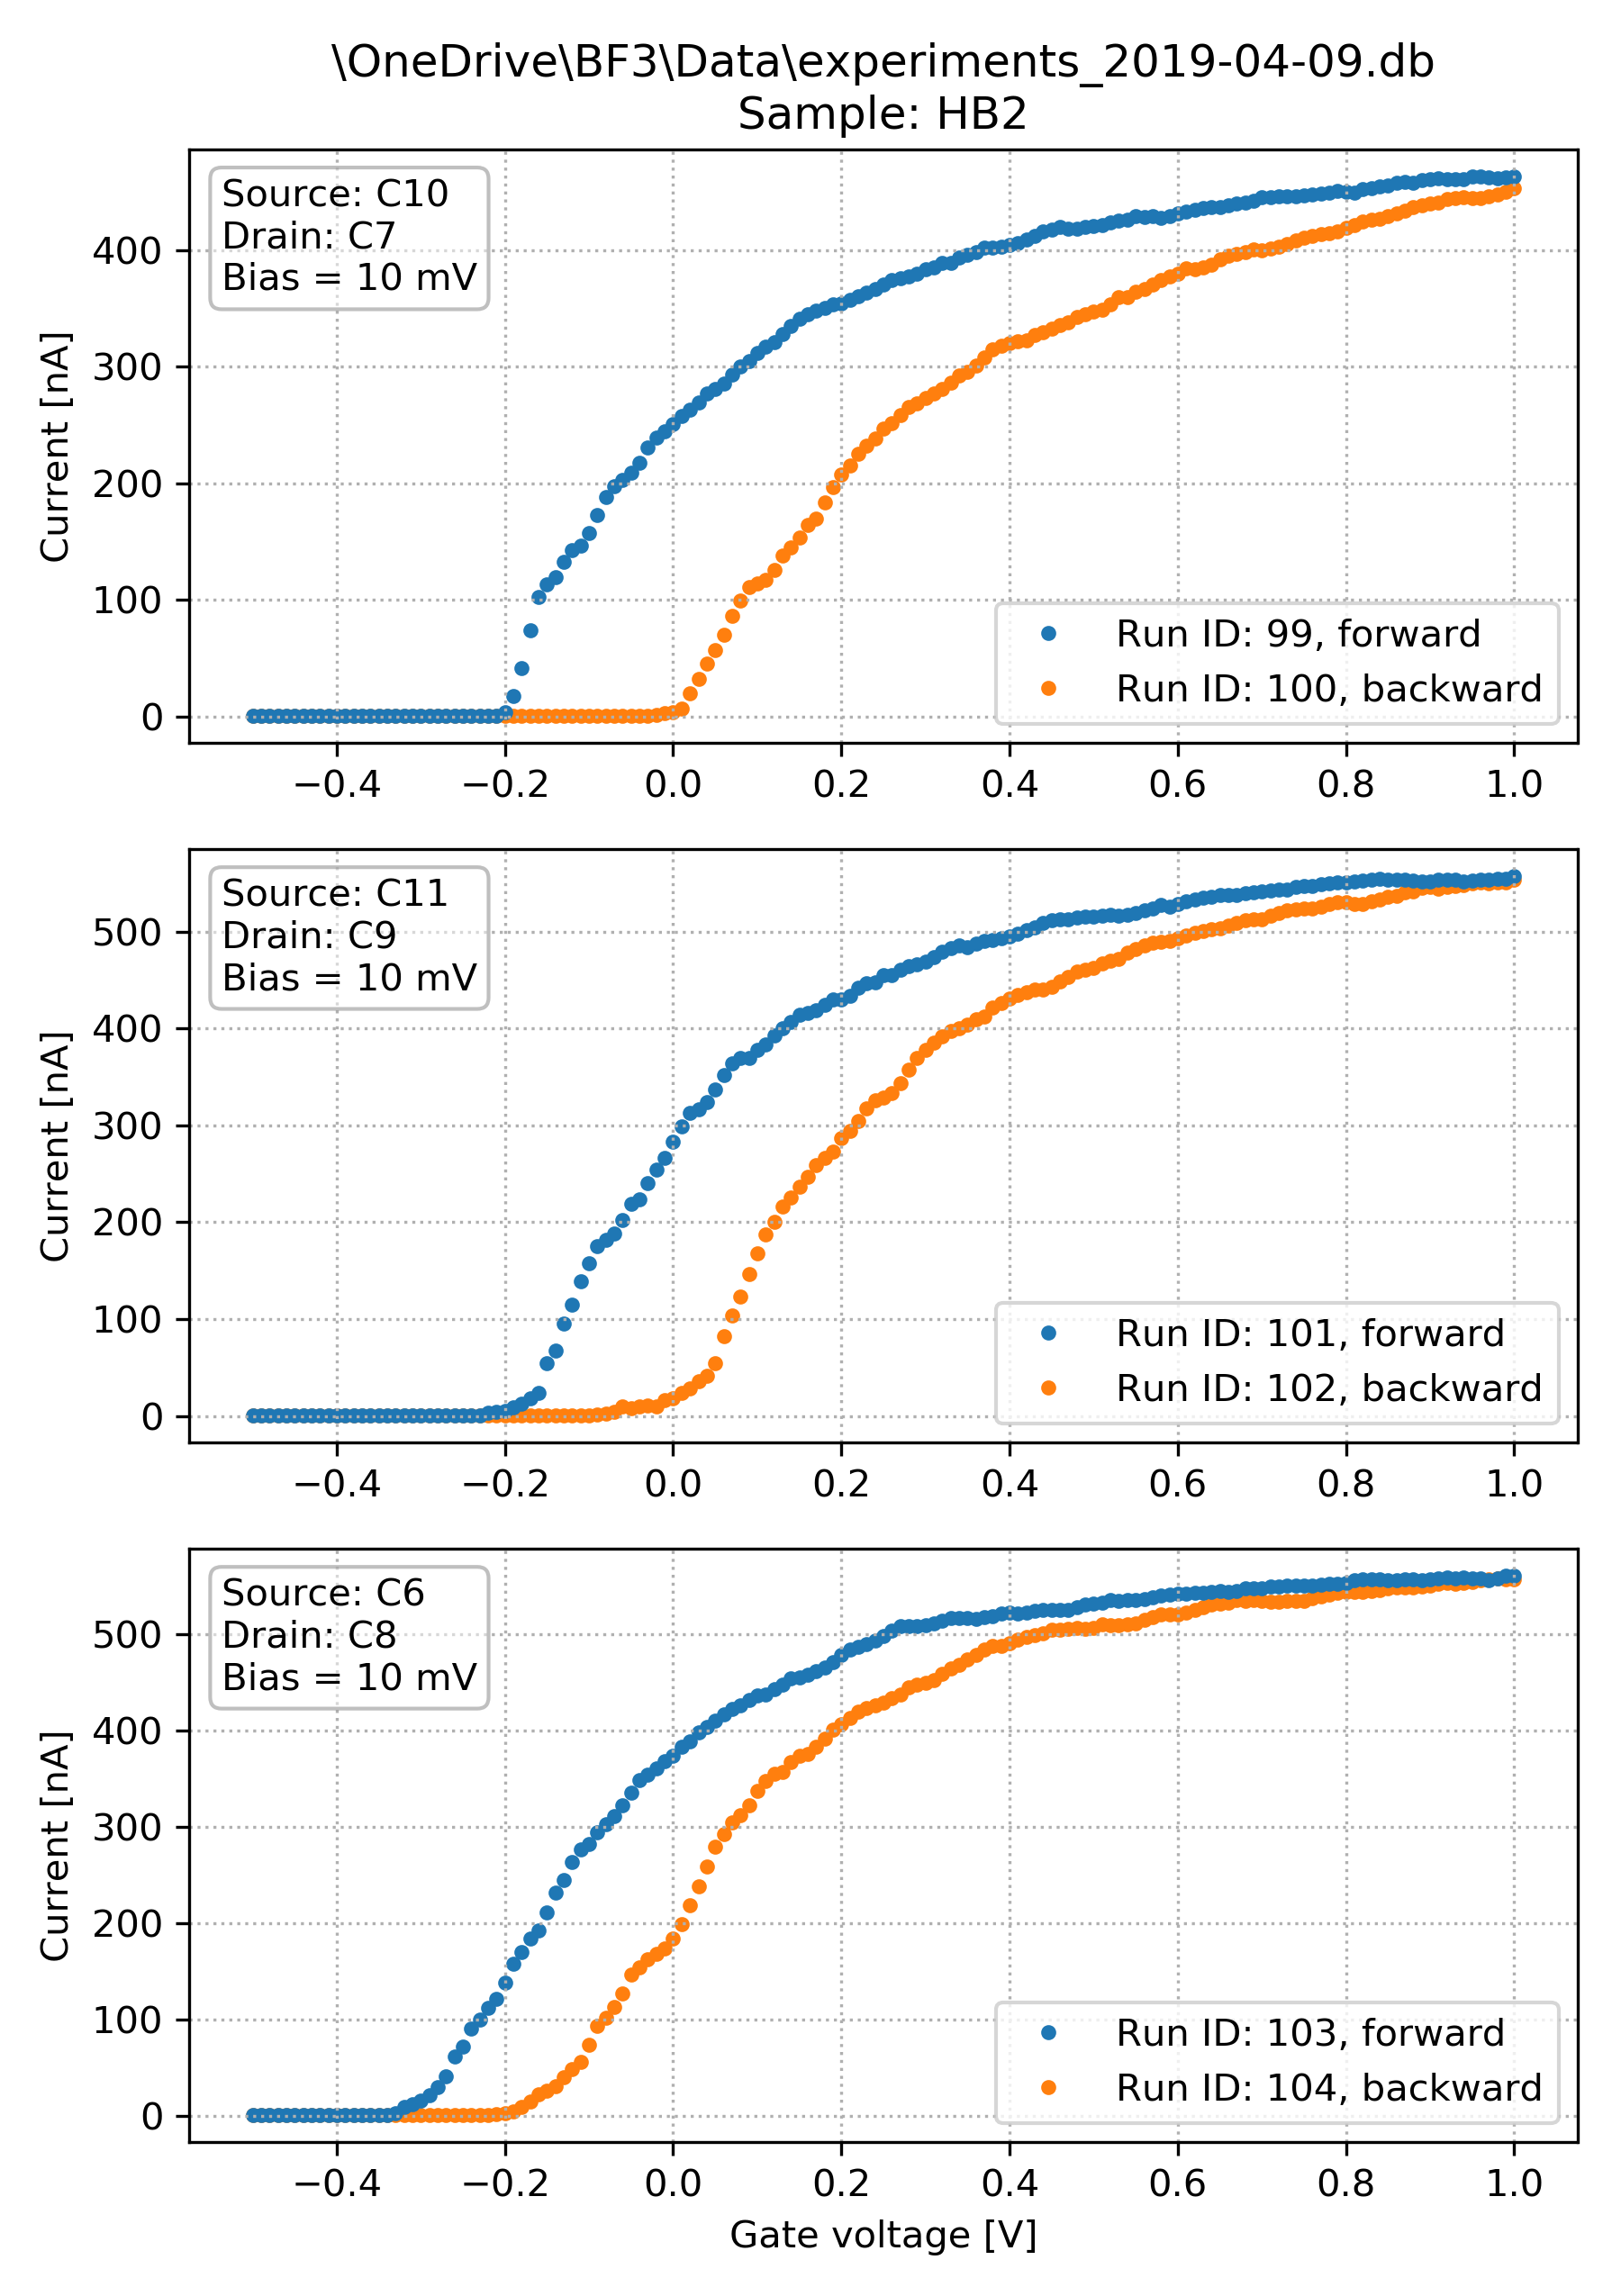 \OneDrive\BF3\Data\experiments_2019-04-09.db
Sample: HB2
Source: C10
Drain: C7
Bias = 10 mV
Current [nA]
400
300
200
100
0
Run ID: 99, forward
Run ID: 100, backward
−0.4 −0.2 0.0 0.2 0.4 0.6 0.8 1.0
Source: C11
Drain: C9
Bias = 10 mV
Current [nA]
500
400
300
200
100
0
Run ID: 101, forward
Run ID: 102, backward
−0.4 −0.2 0.0 0.2 0.4 0.6 0.8 1.0
Source: C6
Drain: C8
Bias = 10 mV
Current [nA]
500
400
300
200
100
0
Run ID: 103, forward
Run ID: 104, backward
−0.4 −0.2 0.0 0.2 0.4 0.6 0.8 1.0
Gate voltage [V]